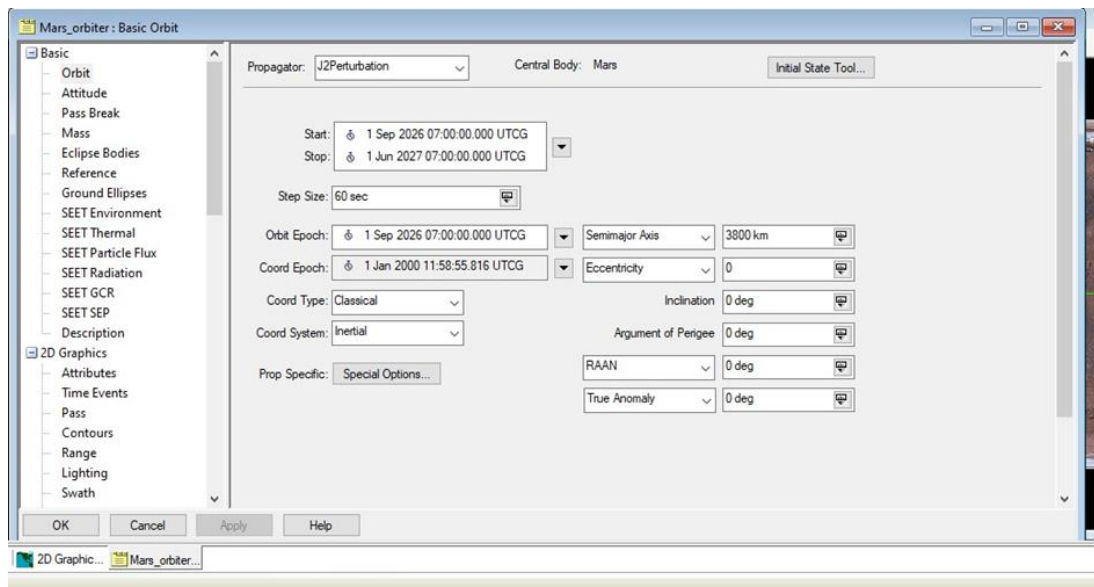 Mars_orbiter : Basic Orbit
Basic
Orbit
Attitude
Pass Break
Mass
Eclipse Bodies
Reference
Ground Ellipses
SEET Environment
SEET Thermal
SEET Particle Flux
SEET Radiation
SEET GCR
SEET SEP
Description
2D Graphics
Attributes
Time Events
Pass
Contours
Range
Lighting
Swath
Propagator: J2Perturbation Central Body: Mars Initial State Tool...
Start: 1 Sep 2026 07:00:00.000 UTCG
Stop: 1 Jun 2027 07:00:00.000 UTCG
Step Size: 60 sec
Orbit Epoch: 1 Sep 2026 07:00:00.000 UTCG Semimajor Axis 3800 km
Coord Epoch: 1 Jan 2000 11:58:55.816 UTCG Eccentricity 0
Coord Type: Classical Inclination 0 deg
Coord System: Inertial Argument of Perigee 0 deg
Prop Specific: Special Options... RAAN 0 deg
True Anomaly 0 deg
OK Cancel Apply Help
2D Graphic... Mars_orbiter...